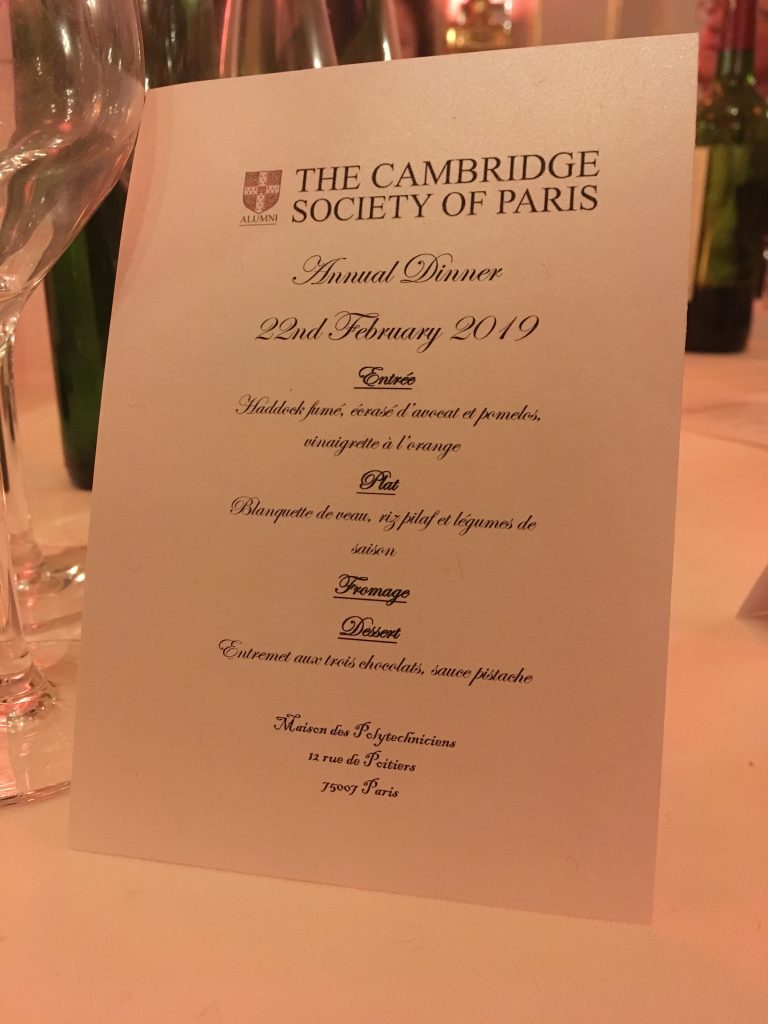 ALUMNI
THE CAMBRIDGE
SOCIETY OF PARIS
Annual Dinner
22nd February 2019
Entrée
Haddock fumé, écrasé d'avocat et pomelos,
vinaigrette à l'orange
Plat
Blanquette de veau, riz pilaf et légumes de
saison
Fromage
Dessert
Entremet aux trois chocolats, sauce pistache
Maison des Polytechniciens
12 rue de Poitiers
75007 Paris